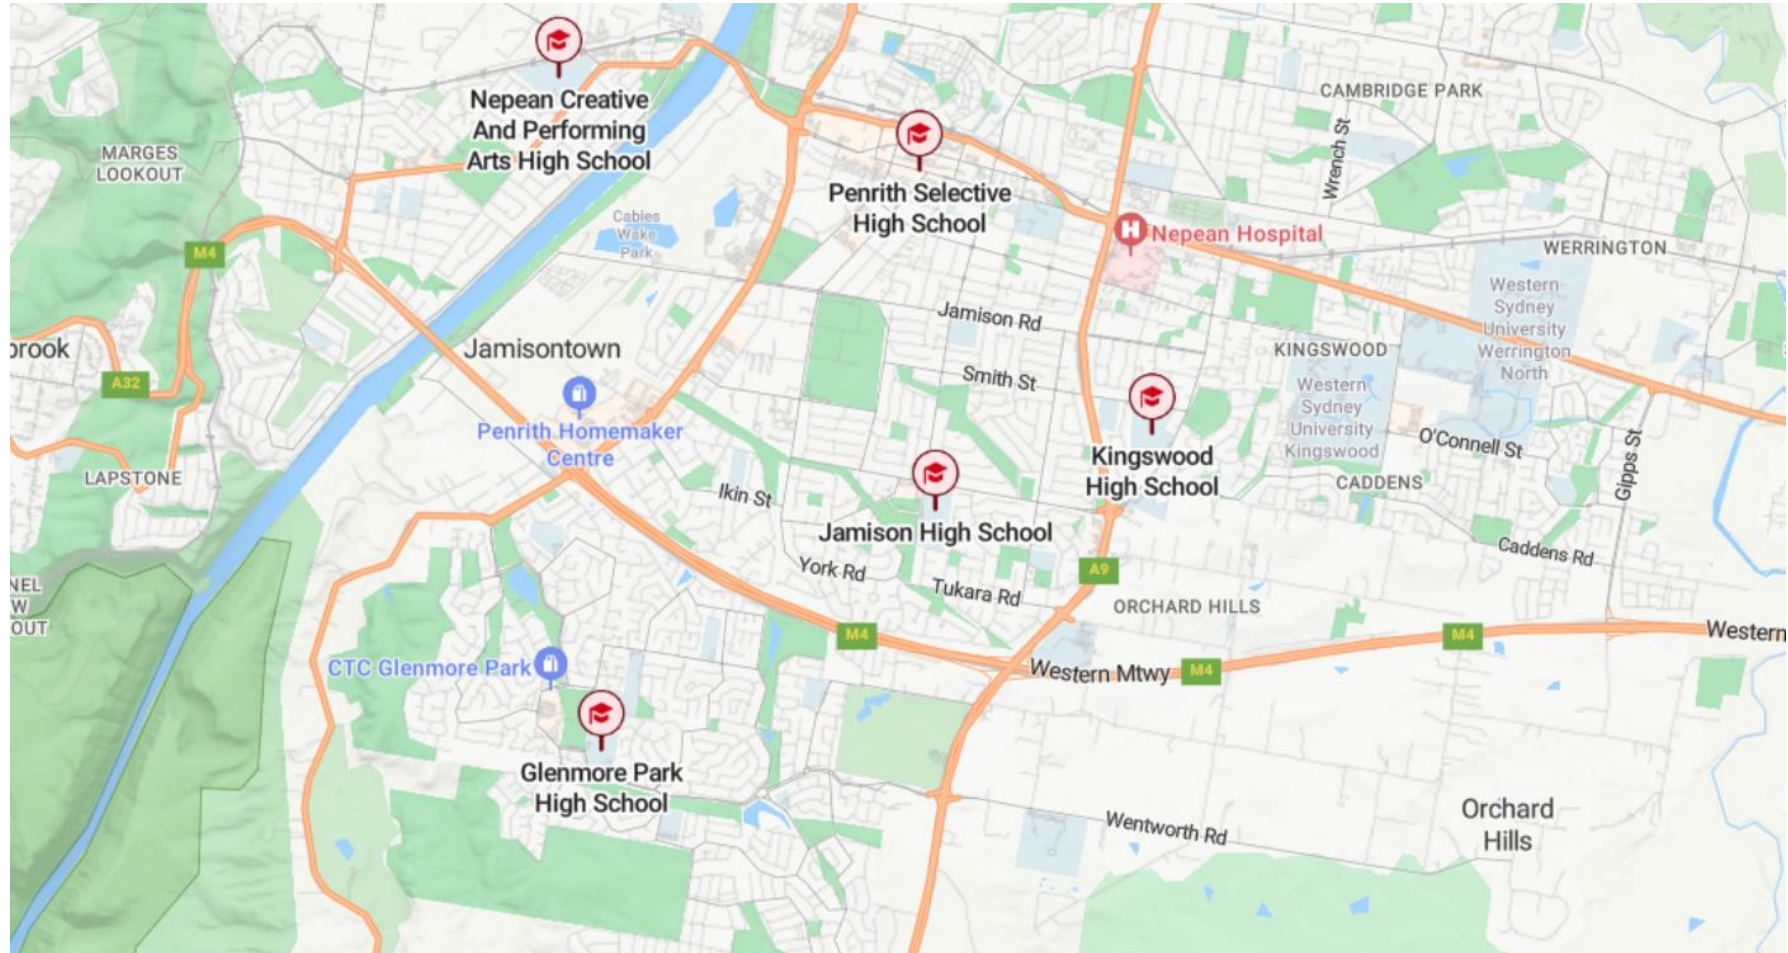 Nepean Creative
And Performing
Arts High School
MARGES
LOOKOUT
CAMBRIDGE PARK
Wrench St
Penrith Selective
High School
Cables
Wake
Park
Nepean Hospital
M4
WERRINGTON
Western
Sydney
University
Werrington
North
Jamison Rd
brook
Jamisontown
KINGSWOOD
A32
Smith St
Western
Sydney
University
Kingswood
Penrith Homemaker
Centre
O'Connell St
Gipps St
LAPSTONE
Kingswood
High School
CADDENS
Ikin St
Jamison High School
Caddens Rd
York Rd
Tukara Rd
A9
NEL
W
OUT
ORCHARD HILLS
M4
M4
Western
CTC Glenmore Park
Western Mtwy
M4
Glenmore Park
High School
Wentworth Rd
Orchard
Hills